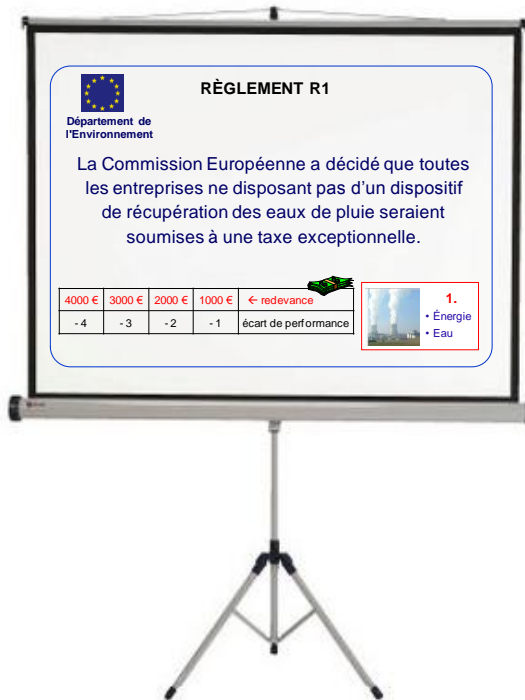 RÈGLEMENT R1
Département de
l'Environnement
La Commission Européenne a décidé que toutes
les entreprises ne disposant pas d'un dispositif
de récupération des eaux de pluie seraient
soumises à une taxe exceptionnelle.
4000 € 3000 € 2000 € 1000 € ← redevance
- 4 - 3 - 2 - 1 écart de performance
1.
• Énergie
• Eau